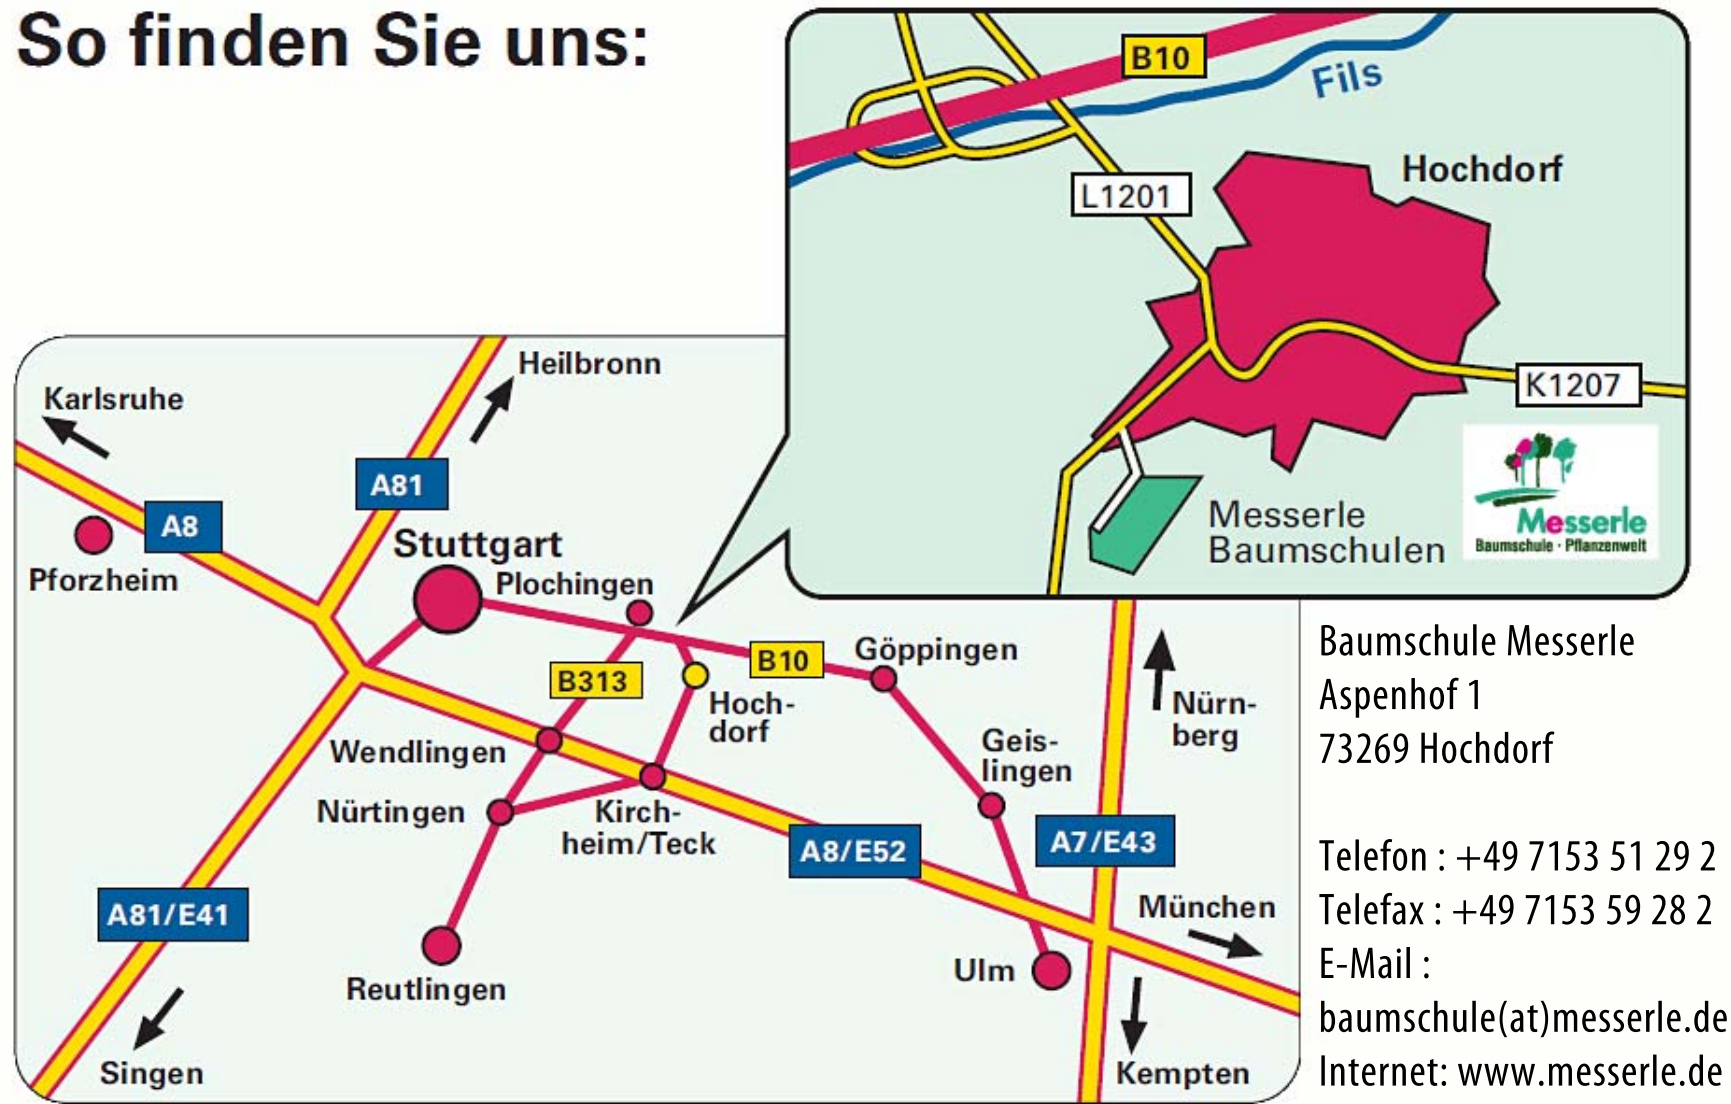 So finden Sie uns:
B10
Fils
Hochdorf
L1201
K1207
Messerle
Baumschule · Pflanzenwelt
Messerle
Baumschulen
Heilbronn
Karlsruhe
A81
A8
Stuttgart
Pforzheim
Plochingen
B10
Göppingen
B313
Hoch-
dorf
Nürn-
berg
Wendlingen
Geis-
lingen
Nürtingen
Kirch-
heim/Teck
A8/E52
A7/E43
A81/E41
München
Ulm
Reutlingen
Singen
Kempten
Baumschule Messerle
Aspenhof 1
73269 Hochdorf
Telefon : +49 7153 51 29 2
Telefax : +49 7153 59 28 2
E-Mail :
baumschule(at)messerle.de
Internet: www.messerle.de